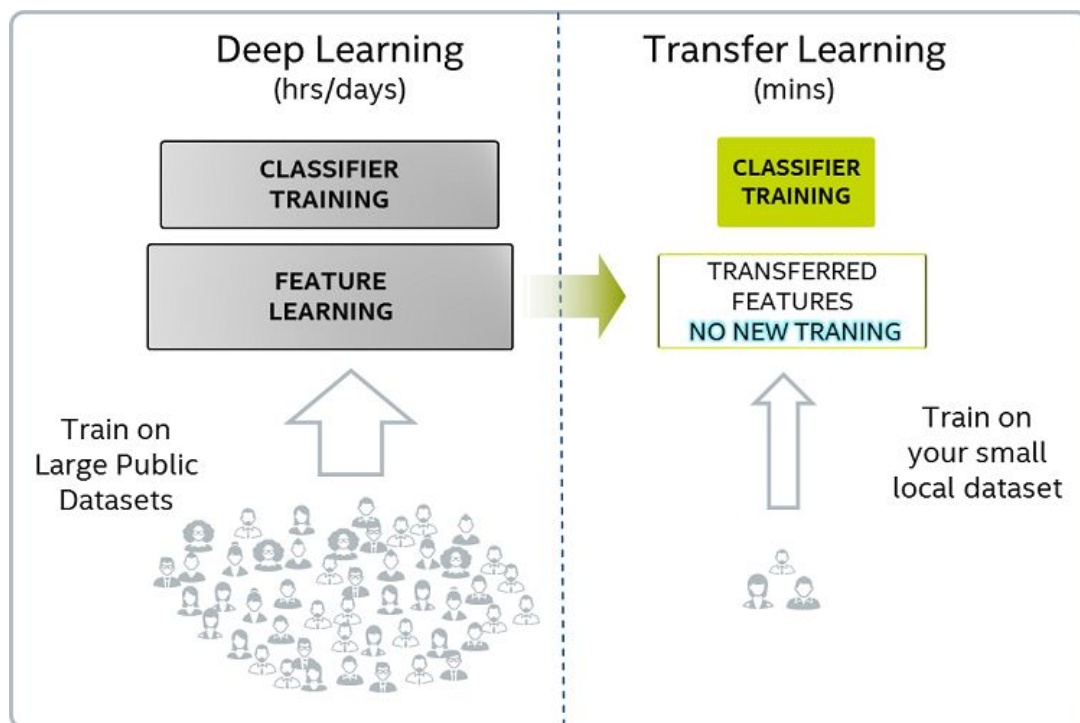 Deep Learning
(hrs/days)
CLASSIFIER
TRAINING
FEATURE
LEARNING
Train on
Large Public
Datasets
Transfer Learning
(mins)
CLASSIFIER
TRAINING
TRANSFERRED
FEATURES
NO NEW TRANING
Train on
your small
local dataset